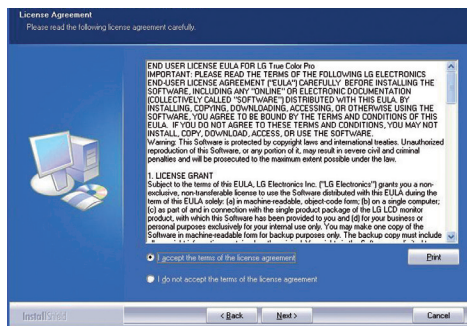 License Agreement
Please read the following license agreement carefully.
END USER LICENSE EULA FOR LG True Color Pro
IMPORTANT: PLEASE READ THE TERMS OF THE FOLLOWING LG ELECTRONICS
END-USER LICENSE AGREEMENT ("EULA") CAREFULLY BEFORE INSTALLING THE
SOFTWARE, INCLUDING ANY "ONLINE" OR ELECTRONIC DOCUMENTATION
(COLLECTIVELY CALLED "SOFTWARE") DISTRIBUTED WITH THIS EULA. BY
INSTALLING, COPYING, DOWNLOADING, ACCESSING, OR OTHERWISE USING THE
SOFTWARE, YOU AGREE TO BE BOUND BY THE TERMS AND CONDITIONS OF THIS
EULA. IF YOU DO NOT AGREE TO THESE TERMS AND CONDITIONS, YOU MAY NOT
INSTALL, COPY, DOWNLOAD, ACCESS, OR USE THE SOFTWARE.
Warning: This Software is protected by copyright laws and international treaties. Unauthorized
reproduction of this Software, or any portion of it, may result in severe civil and criminal
penalties and will be prosecuted to the maximum extent possible under the law.
1. LICENSE GRANT
Subject to the terms of this EULA, LG Electronics Inc. ("LG Electronics") grants you a non-
exclusive, non-transferable license to use the Software distributed with this EULA during the
term of this EULA solely: (a) in machine-readable, object-code form; (b) on a single computer;
(c) as part of and in connection with the single product package of the LG LCD monitor
product, with which this Software has been provided to you and (d) for your business or
personal purposes exclusively for your internal use only. You may make one copy of the
Software in machine-readable form for backup purposes only. The backup copy must include
I accept the terms of the license agreement
Print
I do not accept the terms of the license agreement
InstallShield
< Back
Next >
Cancel